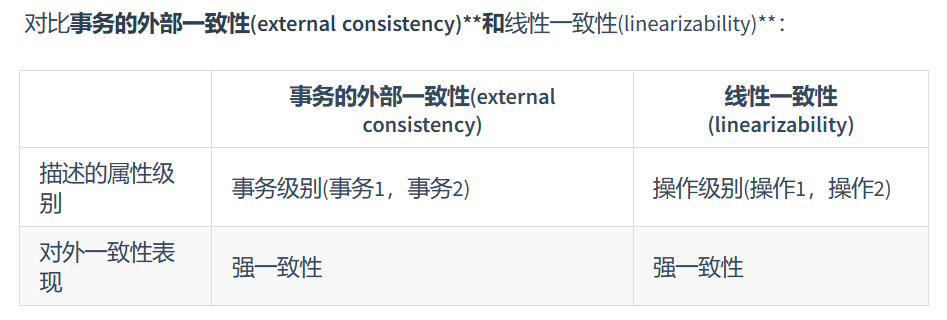 对比事务的外部一致性(external consistency)**和线性一致性(linearizability)**：
事务的外部一致性(external
consistency)
线性一致性
(linearizability)
描述的属性级
别
事务级别(事务1，事务2)
操作级别(操作1，操作2)
对外一致性表
现
强一致性
强一致性